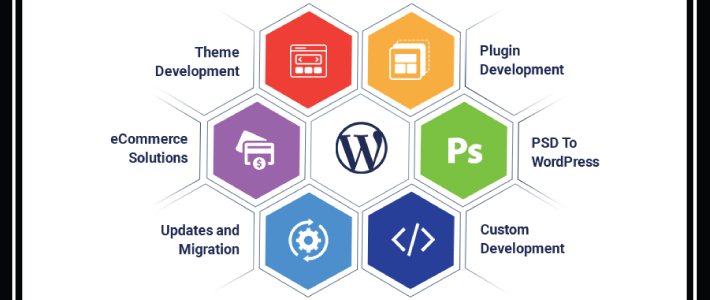 Theme
Development
Plugin
Development
eCommerce
Solutions
W
Ps
PSD To
WordPress
Updates and
Migration
Custom
Development